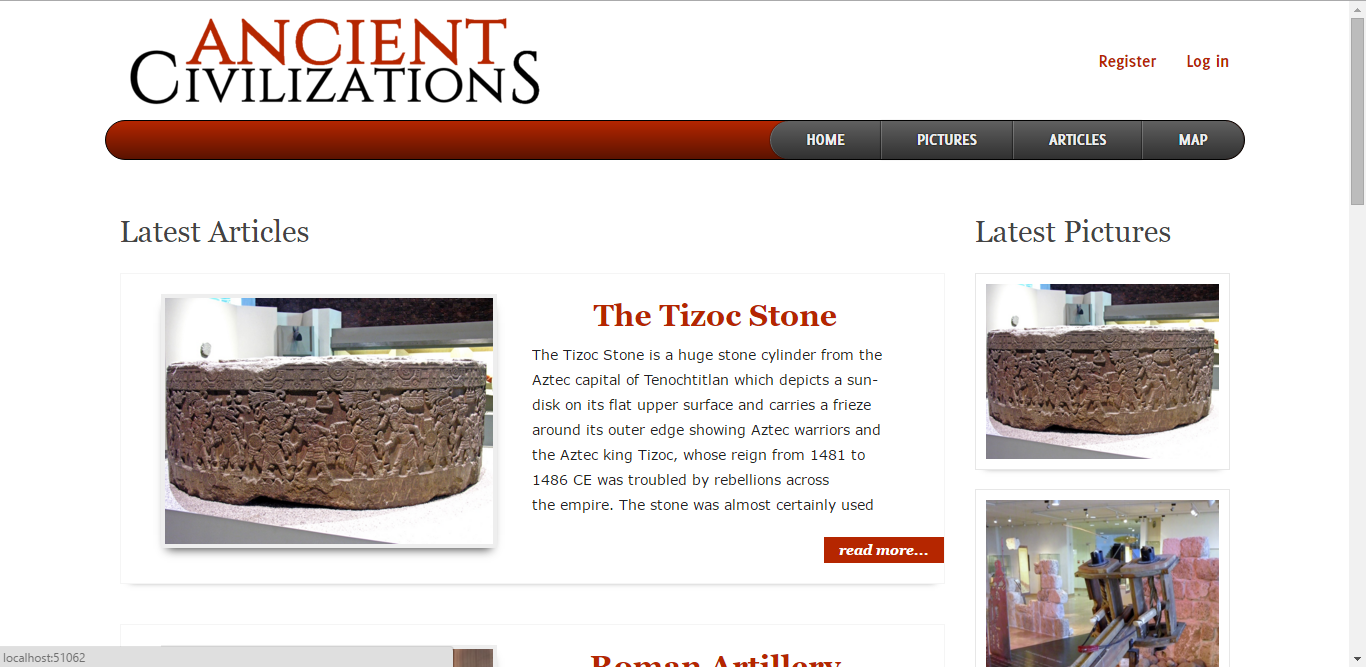 ANCIENT
CIVILIZATIONS
Register
Log in
HOME
PICTURES
ARTICLES
MAP
Latest Articles
The Tizoc Stone
The Tizoc Stone is a huge stone cylinder from the
Aztec capital of Tenochtitlan which depicts a sun-
disk on its flat upper surface and carries a frieze
around its outer edge showing Aztec warriors and
the Aztec king Tizoc, whose reign from 1481 to
1486 CE was troubled by rebellions across
the empire. The stone was almost certainly used
read more...
Roman Artillery
Latest Pictures
localhost:51062